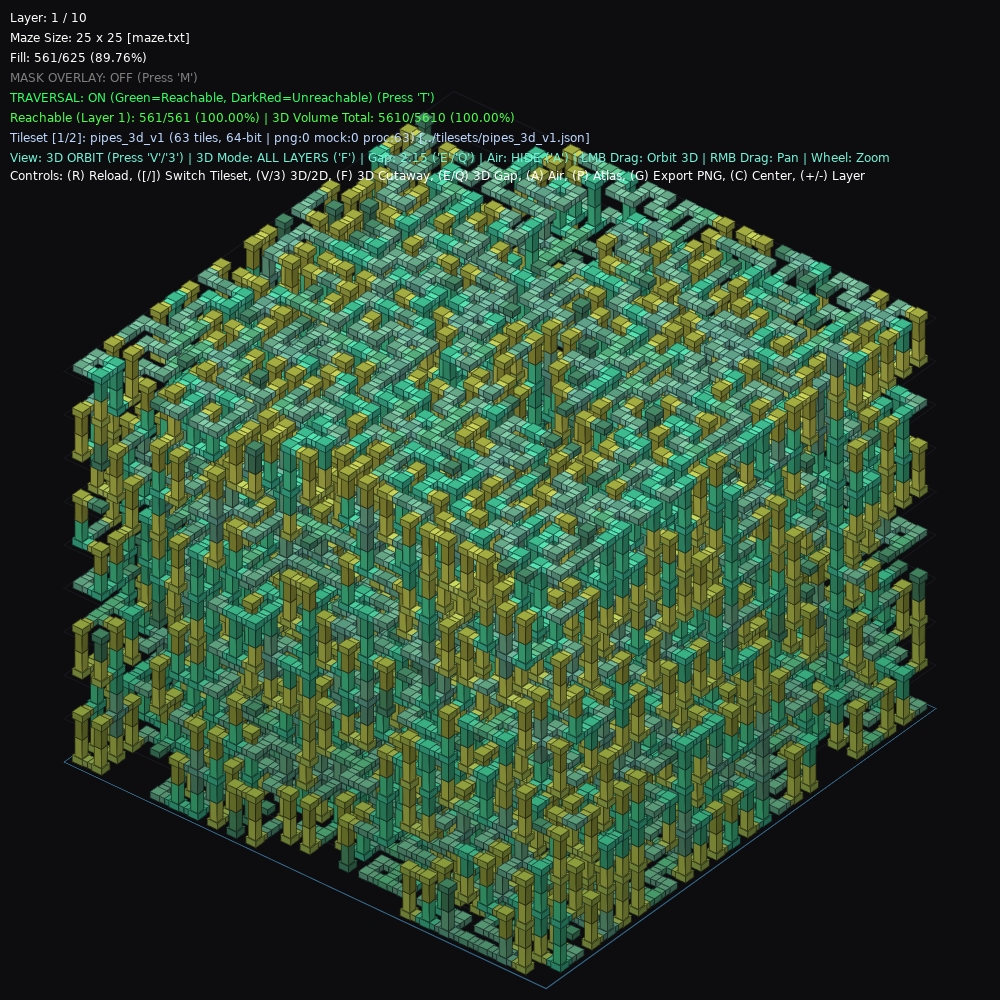 Layer: 1 / 10
Maze Size: 25 x 25 [maze.txt]
Fill: 561/625 (89.76%)
MASK OVERLAY: OFF (Press 'M')
TRAVERSAL: ON (Green=Reachable, DarkRed=Unreachable) (Press 'T')
Reachable (Layer 1): 561/561 (100.00%) | 3D Volume Total: 5610/5610 (100.00%)
Tileset [1/2]: pipes_3d_v1 (63 tiles, 64-bit | png:0 mock:0 proc:63) [../tilesets/pipes_3d_v1.json]
View: 3D ORBIT (Press 'V'/'3') | 3D Mode: ALL LAYERS ('F') | Gap: 2.15 ('E'/'Q') | Air: HIDE ('A') | LMB Drag: Orbit 3D | RMB Drag: Pan | Wheel: Zoom
Controls: (R) Reload, ([/]) Switch Tileset, (V/3) 3D/2D, (F) 3D Cutaway, (E/Q) 3D Gap, (A) Air, (P) Atlas, (G) Export PNG, (C) Center, (+/-) Layer